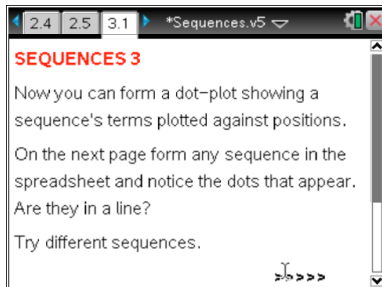 2.4 2.5 3.1 *Sequences.v5
SEQUENCES 3
Now you can form a dot-plot showing a
sequence's terms plotted against positions.
On the next page form any sequence in the
spreadsheet and notice the dots that appear.
Are they in a line?
Try different sequences.
>>>>>